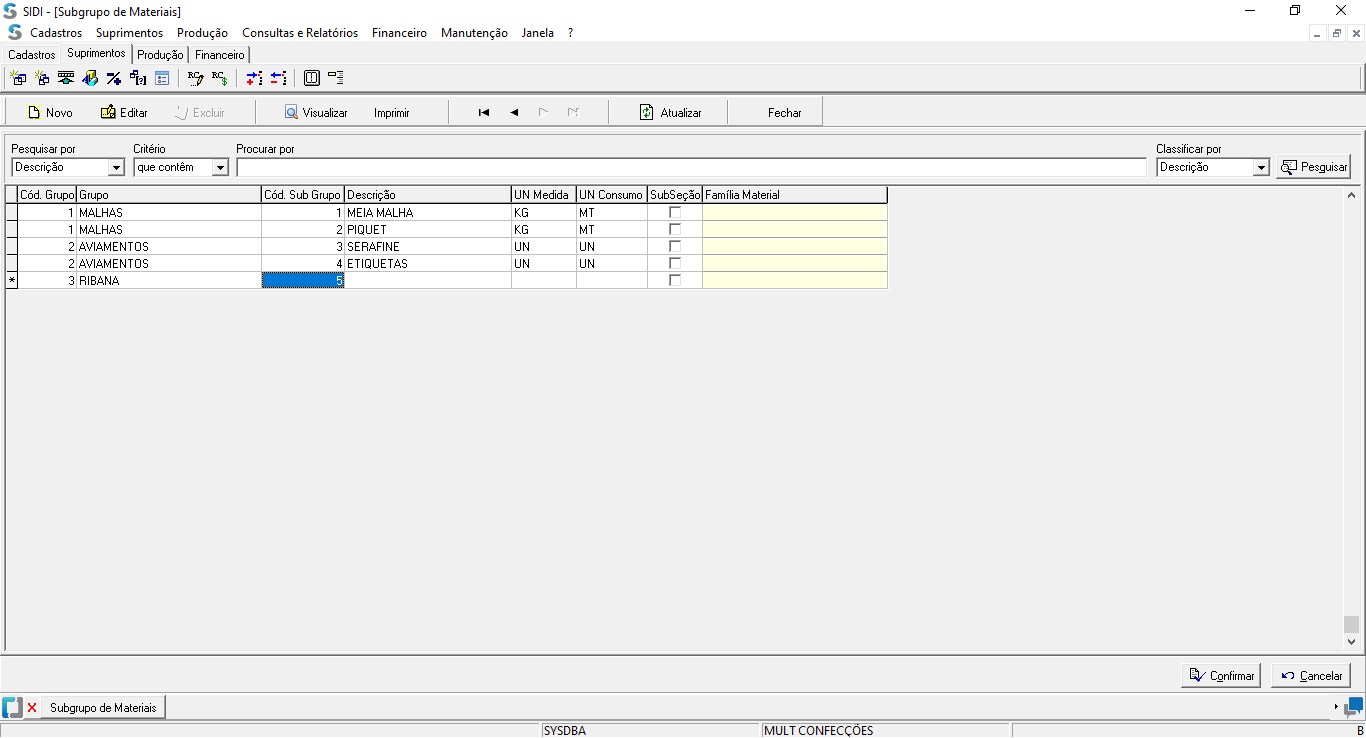 SIDI - [Subgrupo de Materiais]
Cadastros Suprimentos Produção Consultas e Relatórios Financeiro Manutenção Janela ?
Cadastros Suprimentos Produção Financeiro
Novo Editar Excluir Visualizar Imprimir Atualizar Fechar
Pesquisar por Critério Procurar por Classificar por
Descrição que contêm Descrição Pesquisar
Cód. Grupo Grupo Cód. Sub Grupo Descrição UN Medida UN Consumo SubSeção Família Material
1 MALHAS 1 MEIA MALHA KG MT
1 MALHAS 2 PIQUET KG MT
2 AVIAMENTOS 3 SERAFINE UN UN
2 AVIAMENTOS 4 ETIQUETAS UN UN
* 3 RIBANA 5
Confirmar Cancelar
Subgrupo de Materiais
SYSDBA MULT CONFECÇÕES B